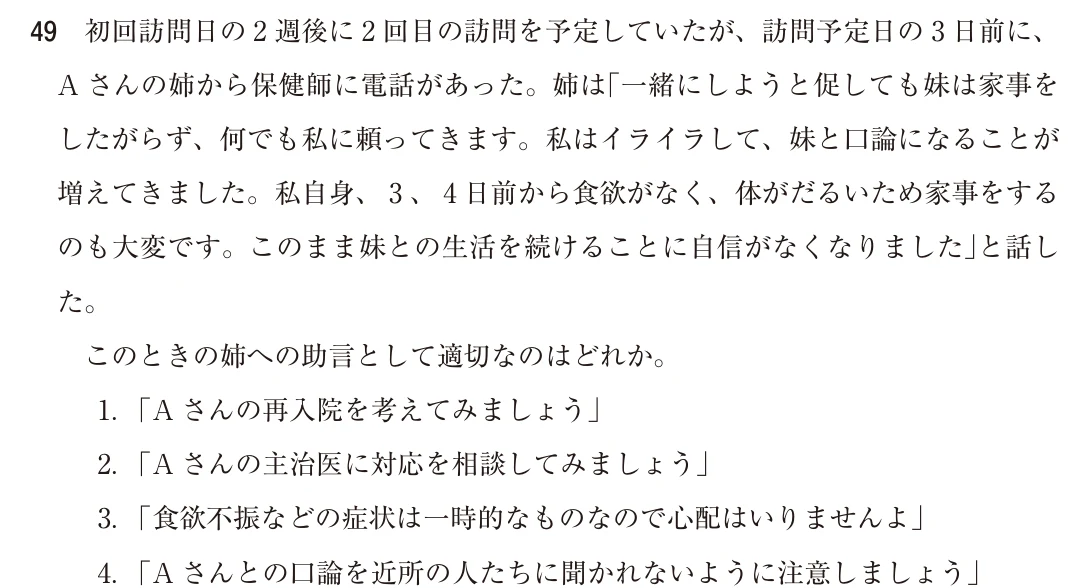 49　初回訪問日の2週後に2回目の訪問を予定していたが、訪問予定日の3日前に、
Aさんの姉から保健師に電話があった。姉は「一緒にしようと促しても妹は家事を
したがらず、何でも私に頼ってきます。私はイライラして、妹と口論になることが
増えてきました。私自身、3、4日前から食欲がなく、体がだるいため家事をする
のも大変です。このまま妹との生活を続けることに自信がなくなりました」と話し
た。
このときの姉への助言として適切なのはどれか。
1. 「Aさんの再入院を考えてみましょう」
2. 「Aさんの主治医に対応を相談してみましょう」
3. 「食欲不振などの症状は一時的なものなので心配はいりませんよ」
4. 「Aさんとの口論を近所の人たちに聞かれないように注意しましょう」